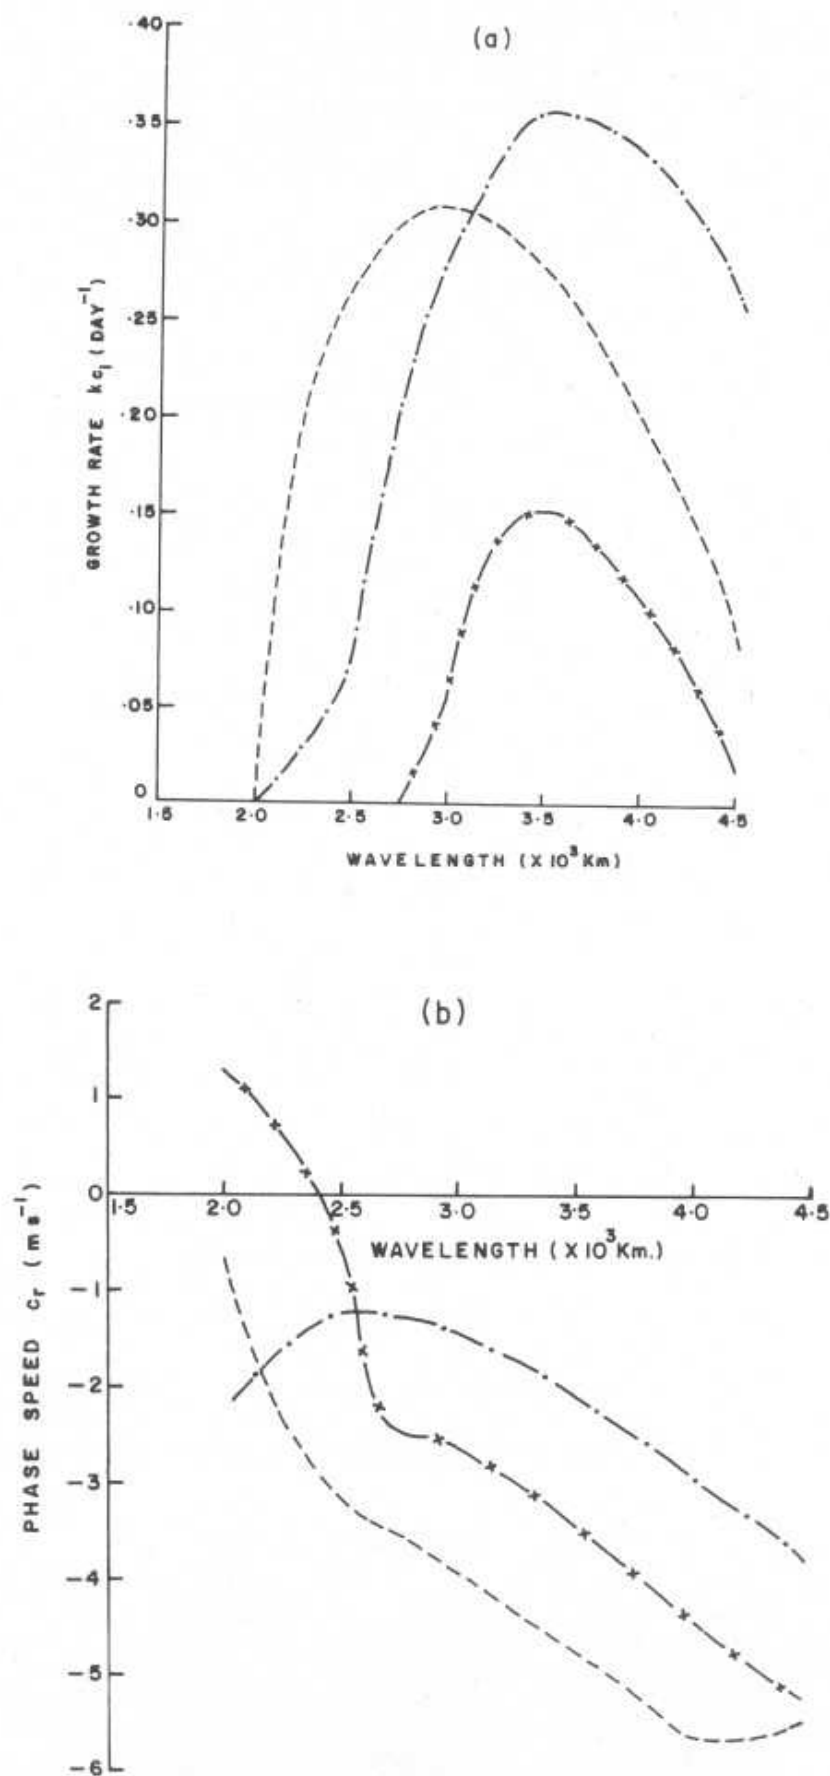 (a)
·40
·35
·30
·25
·20
·15
·10
·05
0
GROWTH RATE kci (DAY⁻¹)
1·5 2·0 2·5 3·0 3·5 4·0 4·5
WAVELENGTH (X 10³ Km)
(b)
2
1
0
−1
−2
−3
−4
−5
−6
PHASE SPEED cr (ms⁻¹)
1·5 2·0 2·5 3·0 3·5 4·0 4·5
WAVELENGTH (X 10³ Km.)